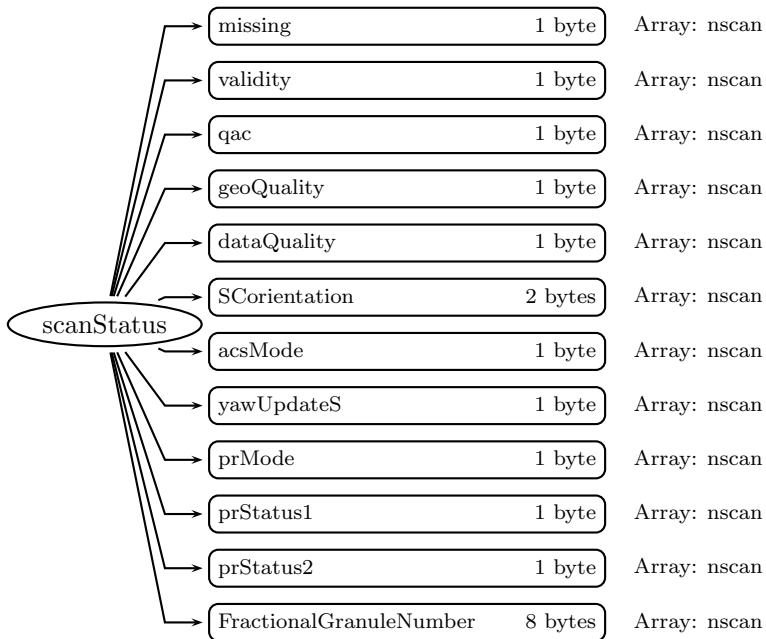 missing 1 byte Array: nscan
validity 1 byte Array: nscan
qac 1 byte Array: nscan
geoQuality 1 byte Array: nscan
dataQuality 1 byte Array: nscan
SCorientation 2 bytes Array: nscan
scanStatus
acsMode 1 byte Array: nscan
yawUpdateS 1 byte Array: nscan
prMode 1 byte Array: nscan
prStatus1 1 byte Array: nscan
prStatus2 1 byte Array: nscan
FractionalGranuleNumber 8 bytes Array: nscan